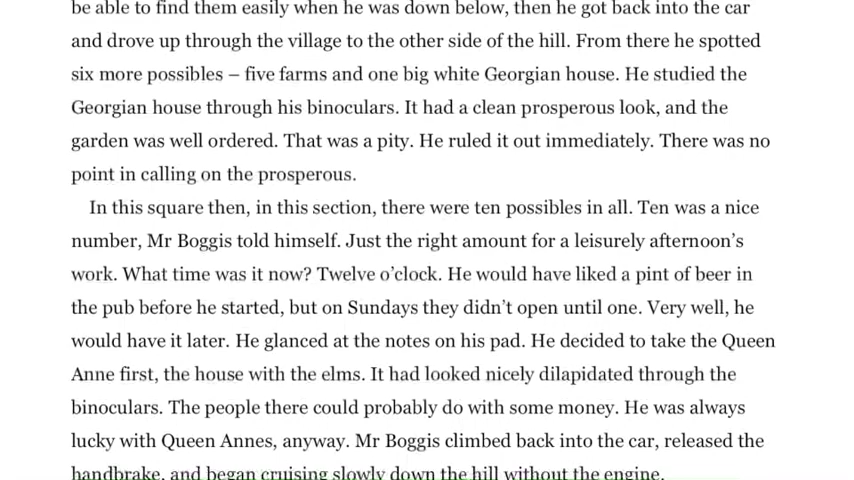 be able to find them easily when he was down below, then he got back into the car
and drove up through the village to the other side of the hill. From there he spotted
six more possibles – five farms and one big white Georgian house. He studied the
Georgian house through his binoculars. It had a clean prosperous look, and the
garden was well ordered. That was a pity. He ruled it out immediately. There was no
point in calling on the prosperous.
In this square then, in this section, there were ten possibles in all. Ten was a nice
number, Mr Boggis told himself. Just the right amount for a leisurely afternoon’s
work. What time was it now? Twelve o’clock. He would have liked a pint of beer in
the pub before he started, but on Sundays they didn’t open until one. Very well, he
would have it later. He glanced at the notes on his pad. He decided to take the Queen
Anne first, the house with the elms. It had looked nicely dilapidated through the
binoculars. The people there could probably do with some money. He was always
lucky with Queen Annes, anyway. Mr Boggis climbed back into the car, released the
handbrake, and began cruising slowly down the hill without the engine.